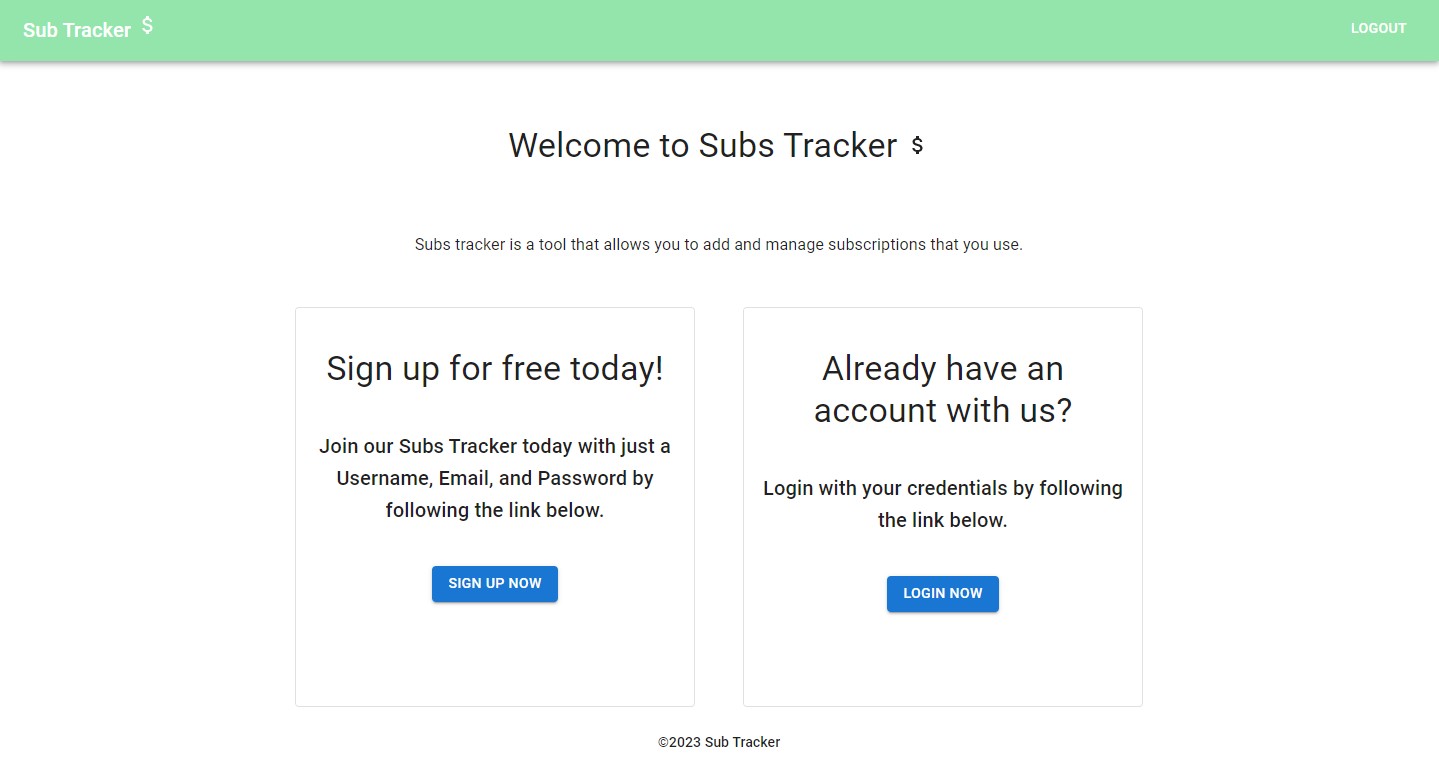 Sub Tracker $
LOGOUT
Welcome to Subs Tracker $
Subs tracker is a tool that allows you to add and manage subscriptions that you use.
Sign up for free today!
Join our Subs Tracker today with just a
Username, Email, and Password by
following the link below.
SIGN UP NOW
Already have an
account with us?
Login with your credentials by following
the link below.
LOGIN NOW
©2023 Sub Tracker